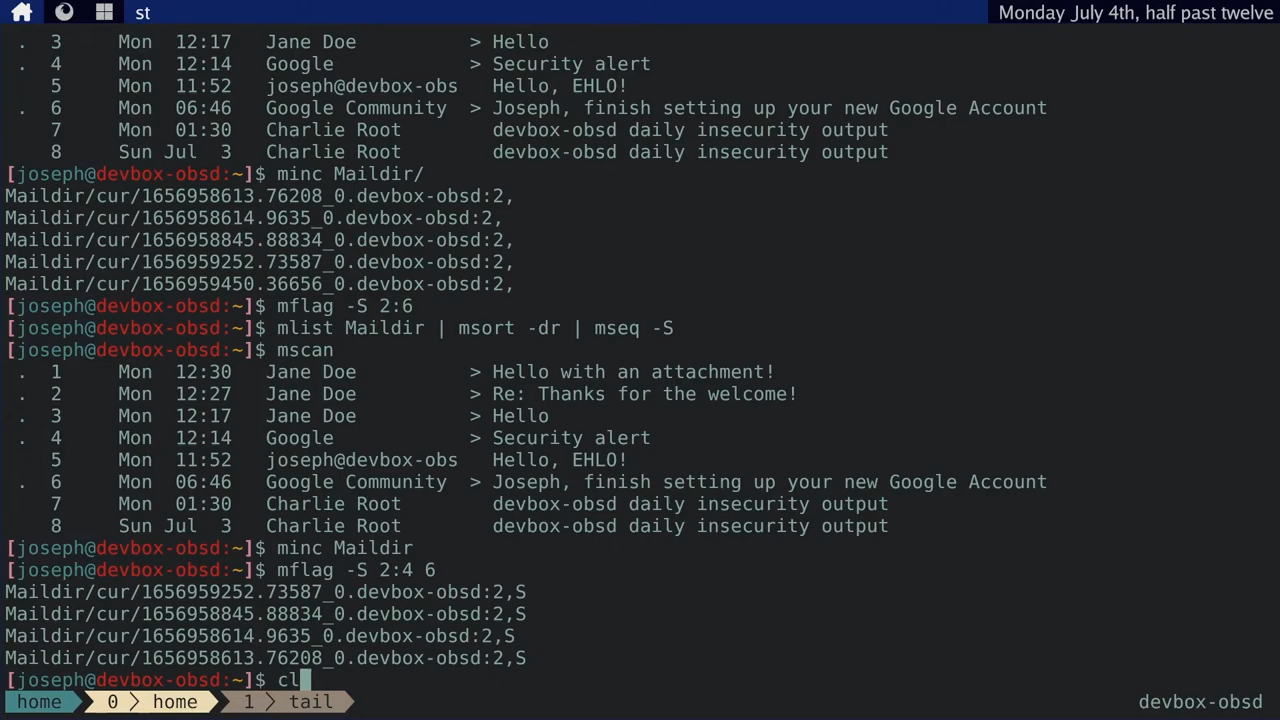 st
Monday July 4th, half past twelve
. 3 Mon 12:17 Jane Doe > Hello
. 4 Mon 12:14 Google > Security alert
5 Mon 11:52 joseph@devbox-obs Hello, EHLO!
. 6 Mon 06:46 Google Community > Joseph, finish setting up your new Google Account
7 Mon 01:30 Charlie Root devbox-obsd daily insecurity output
8 Sun Jul 3 Charlie Root devbox-obsd daily insecurity output
[joseph@devbox-obsd:~]$ minc Maildir/
Maildir/cur/1656958613.76208_0.devbox-obsd:2,
Maildir/cur/1656958614.9635_0.devbox-obsd:2,
Maildir/cur/1656958845.88834_0.devbox-obsd:2,
Maildir/cur/1656959252.73587_0.devbox-obsd:2,
Maildir/cur/1656959450.36656_0.devbox-obsd:2,
[joseph@devbox-obsd:~]$ mflag -S 2:6
[joseph@devbox-obsd:~]$ mlist Maildir | msort -dr | mseq -S
[joseph@devbox-obsd:~]$ mscan
. 1 Mon 12:30 Jane Doe > Hello with an attachment!
. 2 Mon 12:27 Jane Doe > Re: Thanks for the welcome!
. 3 Mon 12:17 Jane Doe > Hello
. 4 Mon 12:14 Google > Security alert
5 Mon 11:52 joseph@devbox-obs Hello, EHLO!
. 6 Mon 06:46 Google Community > Joseph, finish setting up your new Google Account
7 Mon 01:30 Charlie Root devbox-obsd daily insecurity output
8 Sun Jul 3 Charlie Root devbox-obsd daily insecurity output
[joseph@devbox-obsd:~]$ minc Maildir
[joseph@devbox-obsd:~]$ mflag -S 2:4 6
Maildir/cur/1656959252.73587_0.devbox-obsd:2,S
Maildir/cur/1656958845.88834_0.devbox-obsd:2,S
Maildir/cur/1656958614.9635_0.devbox-obsd:2,S
Maildir/cur/1656958613.76208_0.devbox-obsd:2,S
[joseph@devbox-obsd:~]$ cl
home 0 home 1 tail devbox-obsd